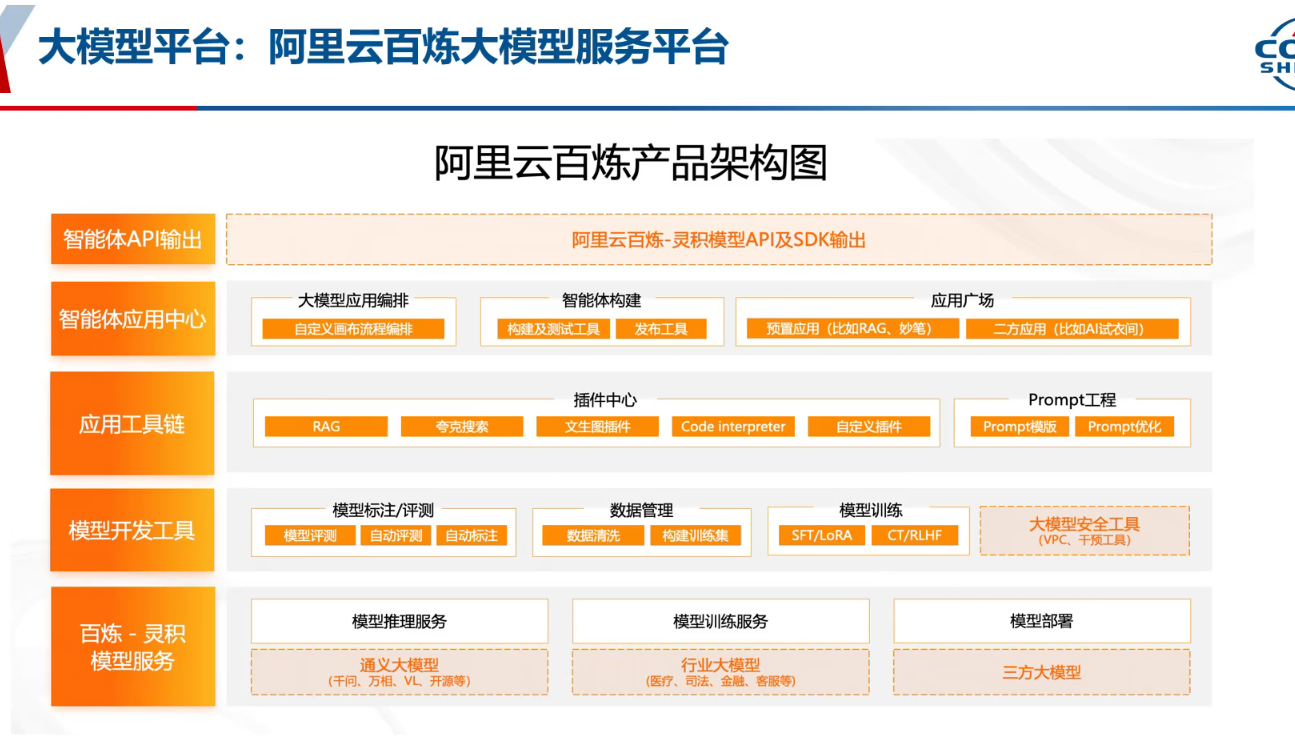 大模型平台：阿里云百炼大模型服务平台
阿里云百炼产品架构图
智能体API输出
阿里云百炼-灵积模型API及SDK输出
智能体应用中心
大模型应用编排
自定义画布流程编排
智能体构建
构建及测试工具 发布工具
应用广场
预置应用（比如RAG、妙笔） 二方应用（比如AI试衣间）
应用工具链
插件中心
RAG 夸克搜索 文生图插件 Code interpreter 自定义插件
Prompt工程
Prompt模版 Prompt优化
模型开发工具
模型标注/评测
模型评测 自动评测 自动标注
数据管理
数据清洗 构建训练集
模型训练
SFT/LoRA CT/RLHF
大模型安全工具
(VPC、干预工具)
百炼 - 灵积
模型服务
模型推理服务
模型训练服务
模型部署
通义大模型
(千问、万相、VL、开源等)
行业大模型
(医疗、司法、金融、客服等)
三方大模型